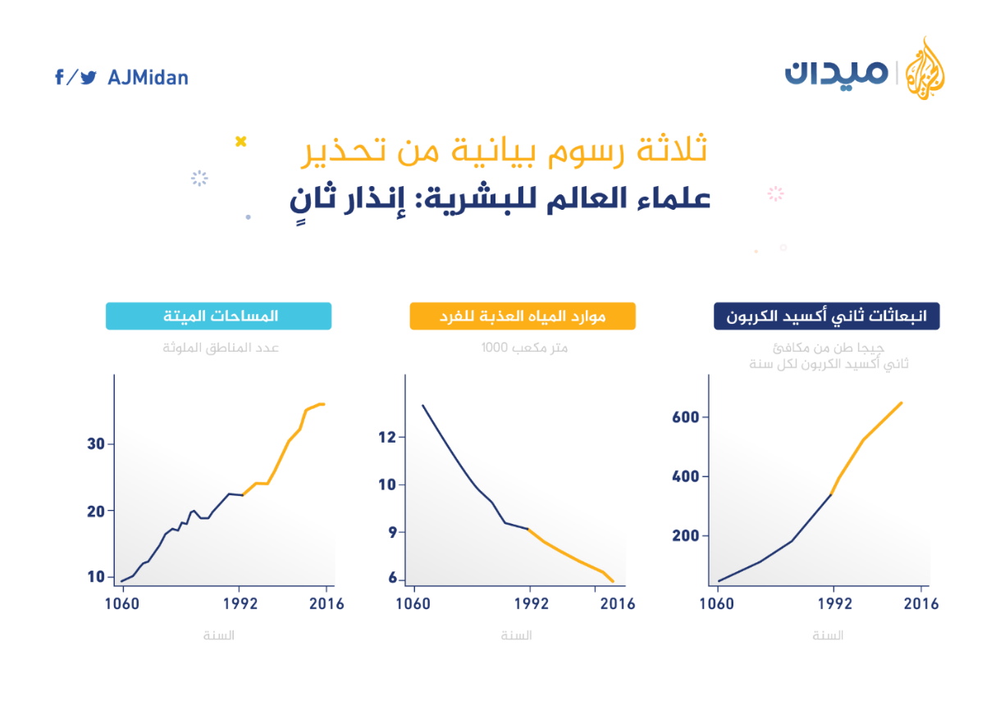 f/ AJMidan
ميدان
الجزيرة
ثلاثة رسوم بيانية من تحذير
علماء العالم للبشرية: إنذار ثانٍ
انبعاثات ثاني أكسيد الكربون
جيجا طن من مكافئ
ثاني أكسيد الكربون لكل سنة
600
400
200
1060 1992 2016
السنة
موارد المياه العذبة للفرد
متر مكعب 1000
12
10
9
6
1060 1992 2016
السنة
المساحات الميتة
عدد المناطق الملوثة
30
20
10
1060 1992 2016
السنة